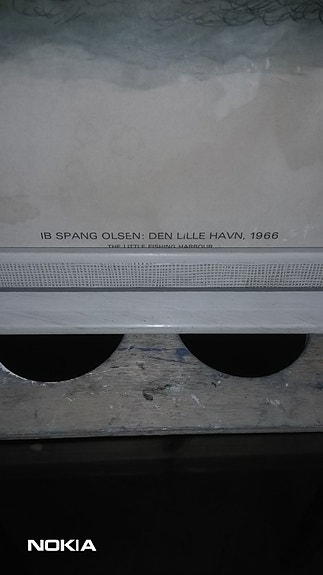 IB SPANG OLSEN: DEN LILLE HAVN, 1966
THE LITTLE FISHING HARBOUR
NOKIA